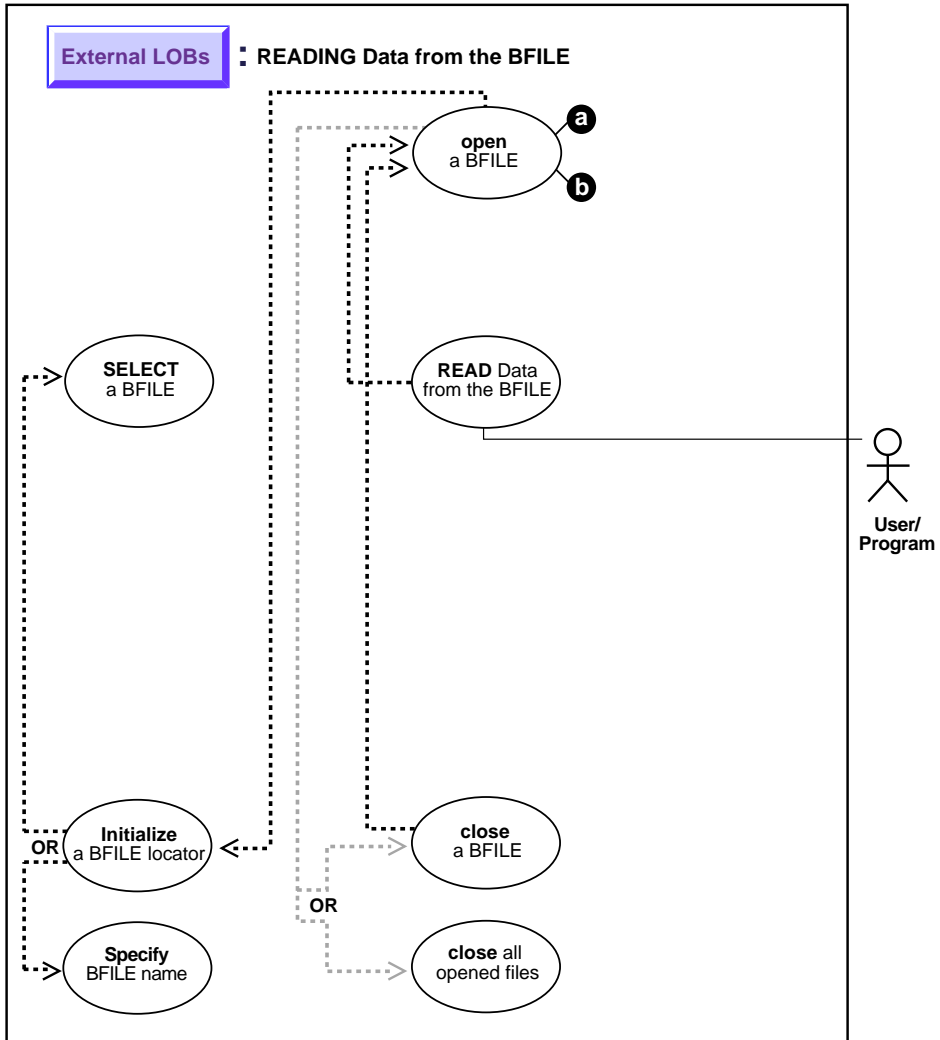 External LOBs : READING Data from the BFILE
open
a BFILE
a
b
SELECT
a BFILE
READ Data
from the BFILE
User/
Program
Initialize
a BFILE locator
OR
close
a BFILE
OR
Specify
BFILE name
close all
opened files